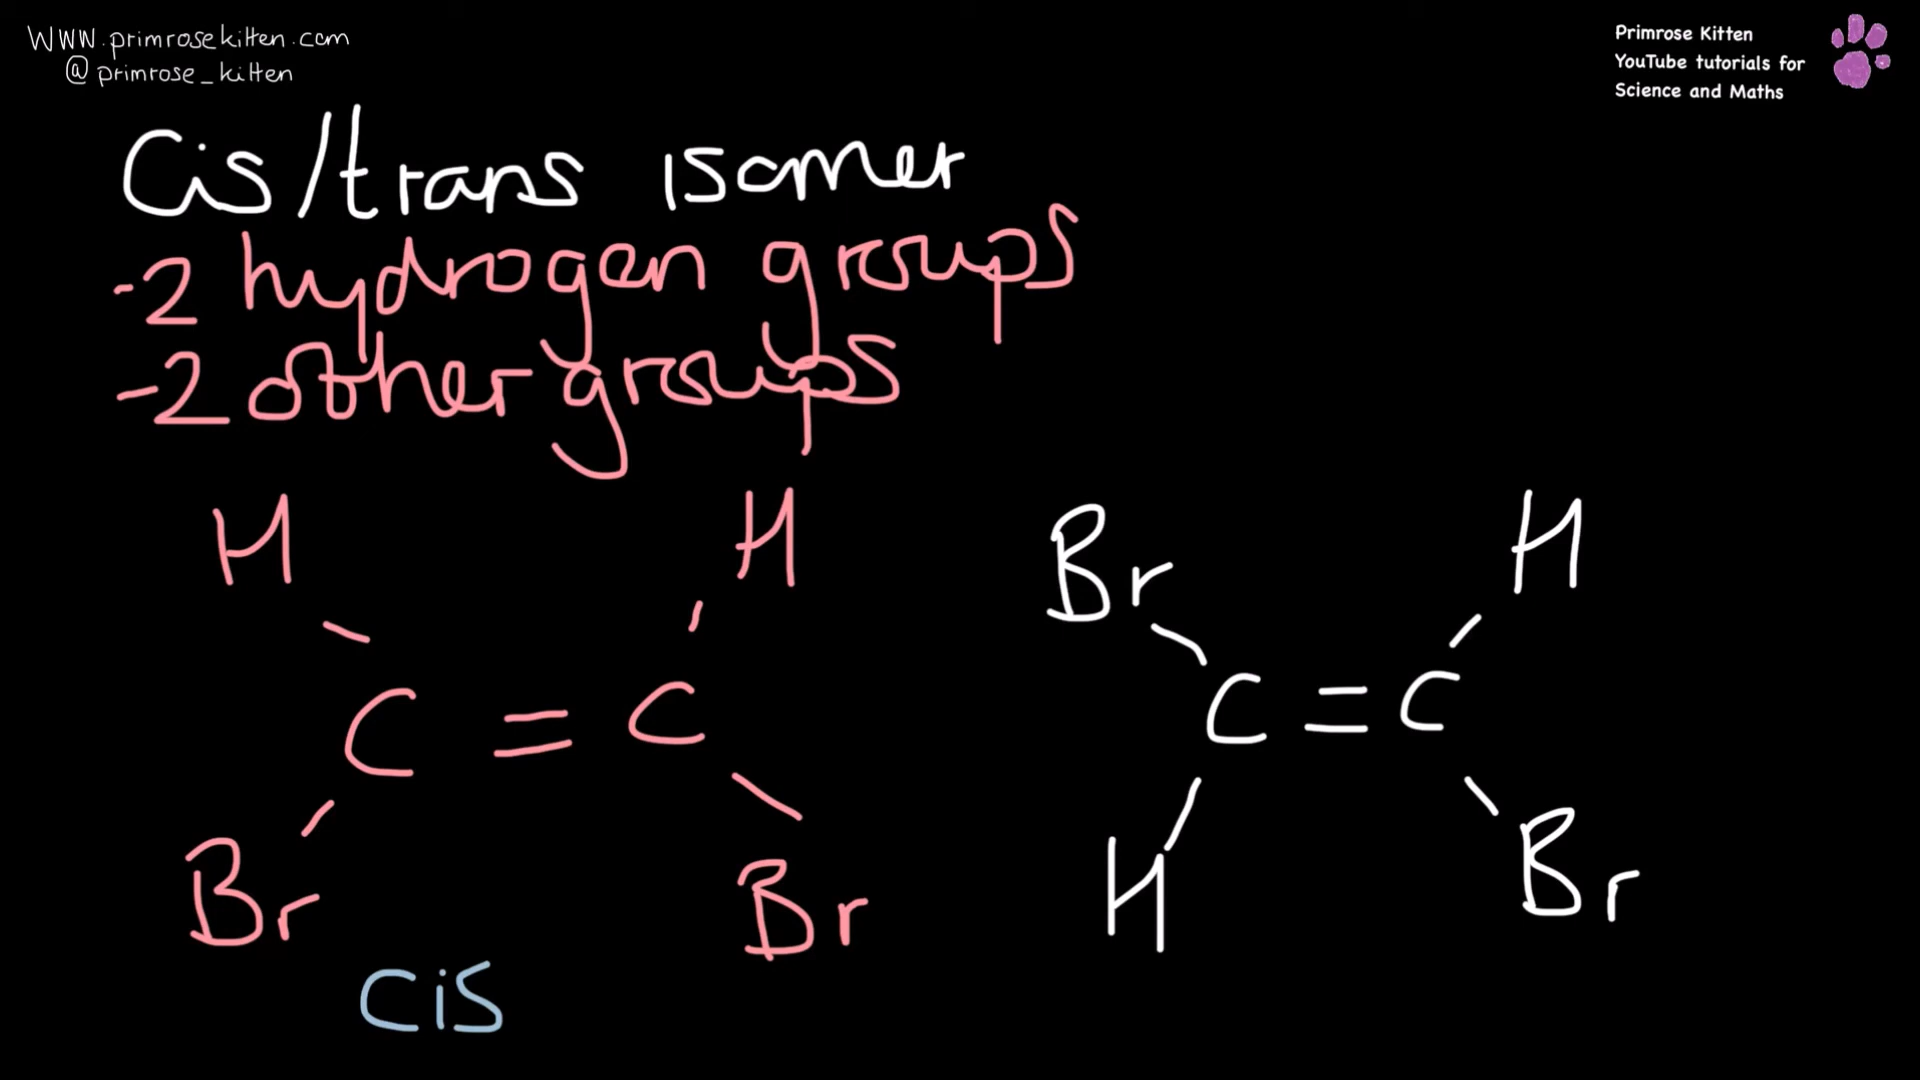 www.primrosekitten.com
@primrose_kitten
Primrose Kitten
YouTube tutorials for
Science and Maths
Cis/trans isomer
-2 hydrogen groups
-2 other groups
H H Br H
C = C C = C
Br Br H Br
cis